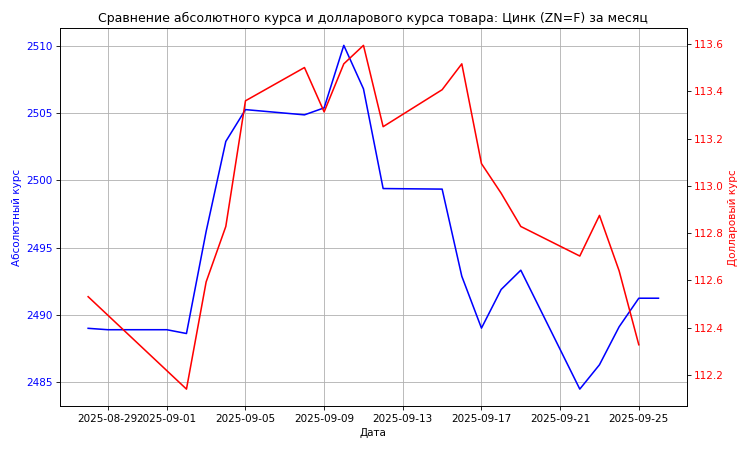 Сравнение абсолютного курса и долларового курса товара: Цинк (ZN=F) за месяц
Абсолютный курс
2510
2505
2500
2495
2490
2485
113.6
113.4
113.2
113.0
112.8
112.6
112.4
112.2
Долларовый курс
2025-08-29 2025-09-01 2025-09-05 2025-09-09 2025-09-13 2025-09-17 2025-09-21 2025-09-25
Дата